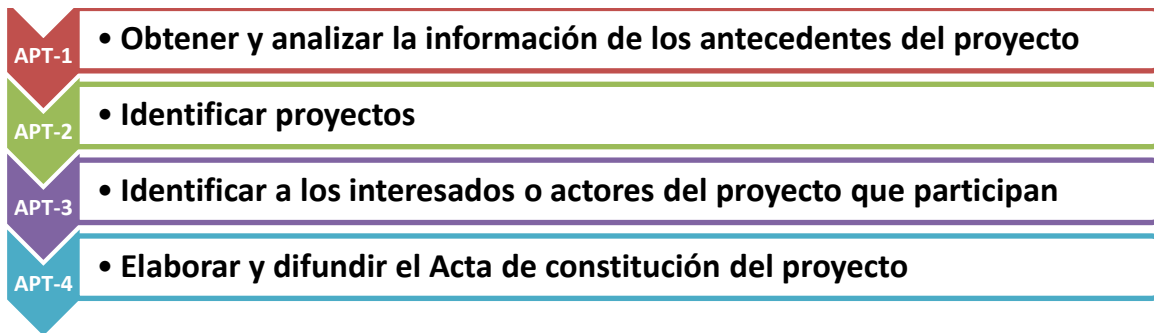 APT-1
• Obtener y analizar la información de los antecedentes del proyecto
APT-2
• Identificar proyectos
APT-3
• Identificar a los interesados o actores del proyecto que participan
APT-4
• Elaborar y difundir el Acta de constitución del proyecto